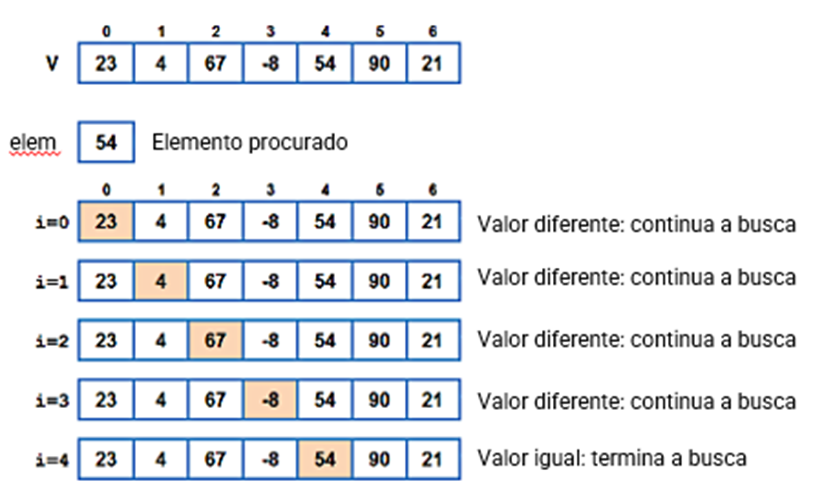 0 1 2 3 4 5 6
V 23 4 67 -8 54 90 21
elem 54 Elemento procurado
0 1 2 3 4 5 6
i=0 23 4 67 -8 54 90 21 Valor diferente: continua a busca
i=1 23 4 67 -8 54 90 21 Valor diferente: continua a busca
i=2 23 4 67 -8 54 90 21 Valor diferente: continua a busca
i=3 23 4 67 -8 54 90 21 Valor diferente: continua a busca
i=4 23 4 67 -8 54 90 21 Valor igual: termina a busca